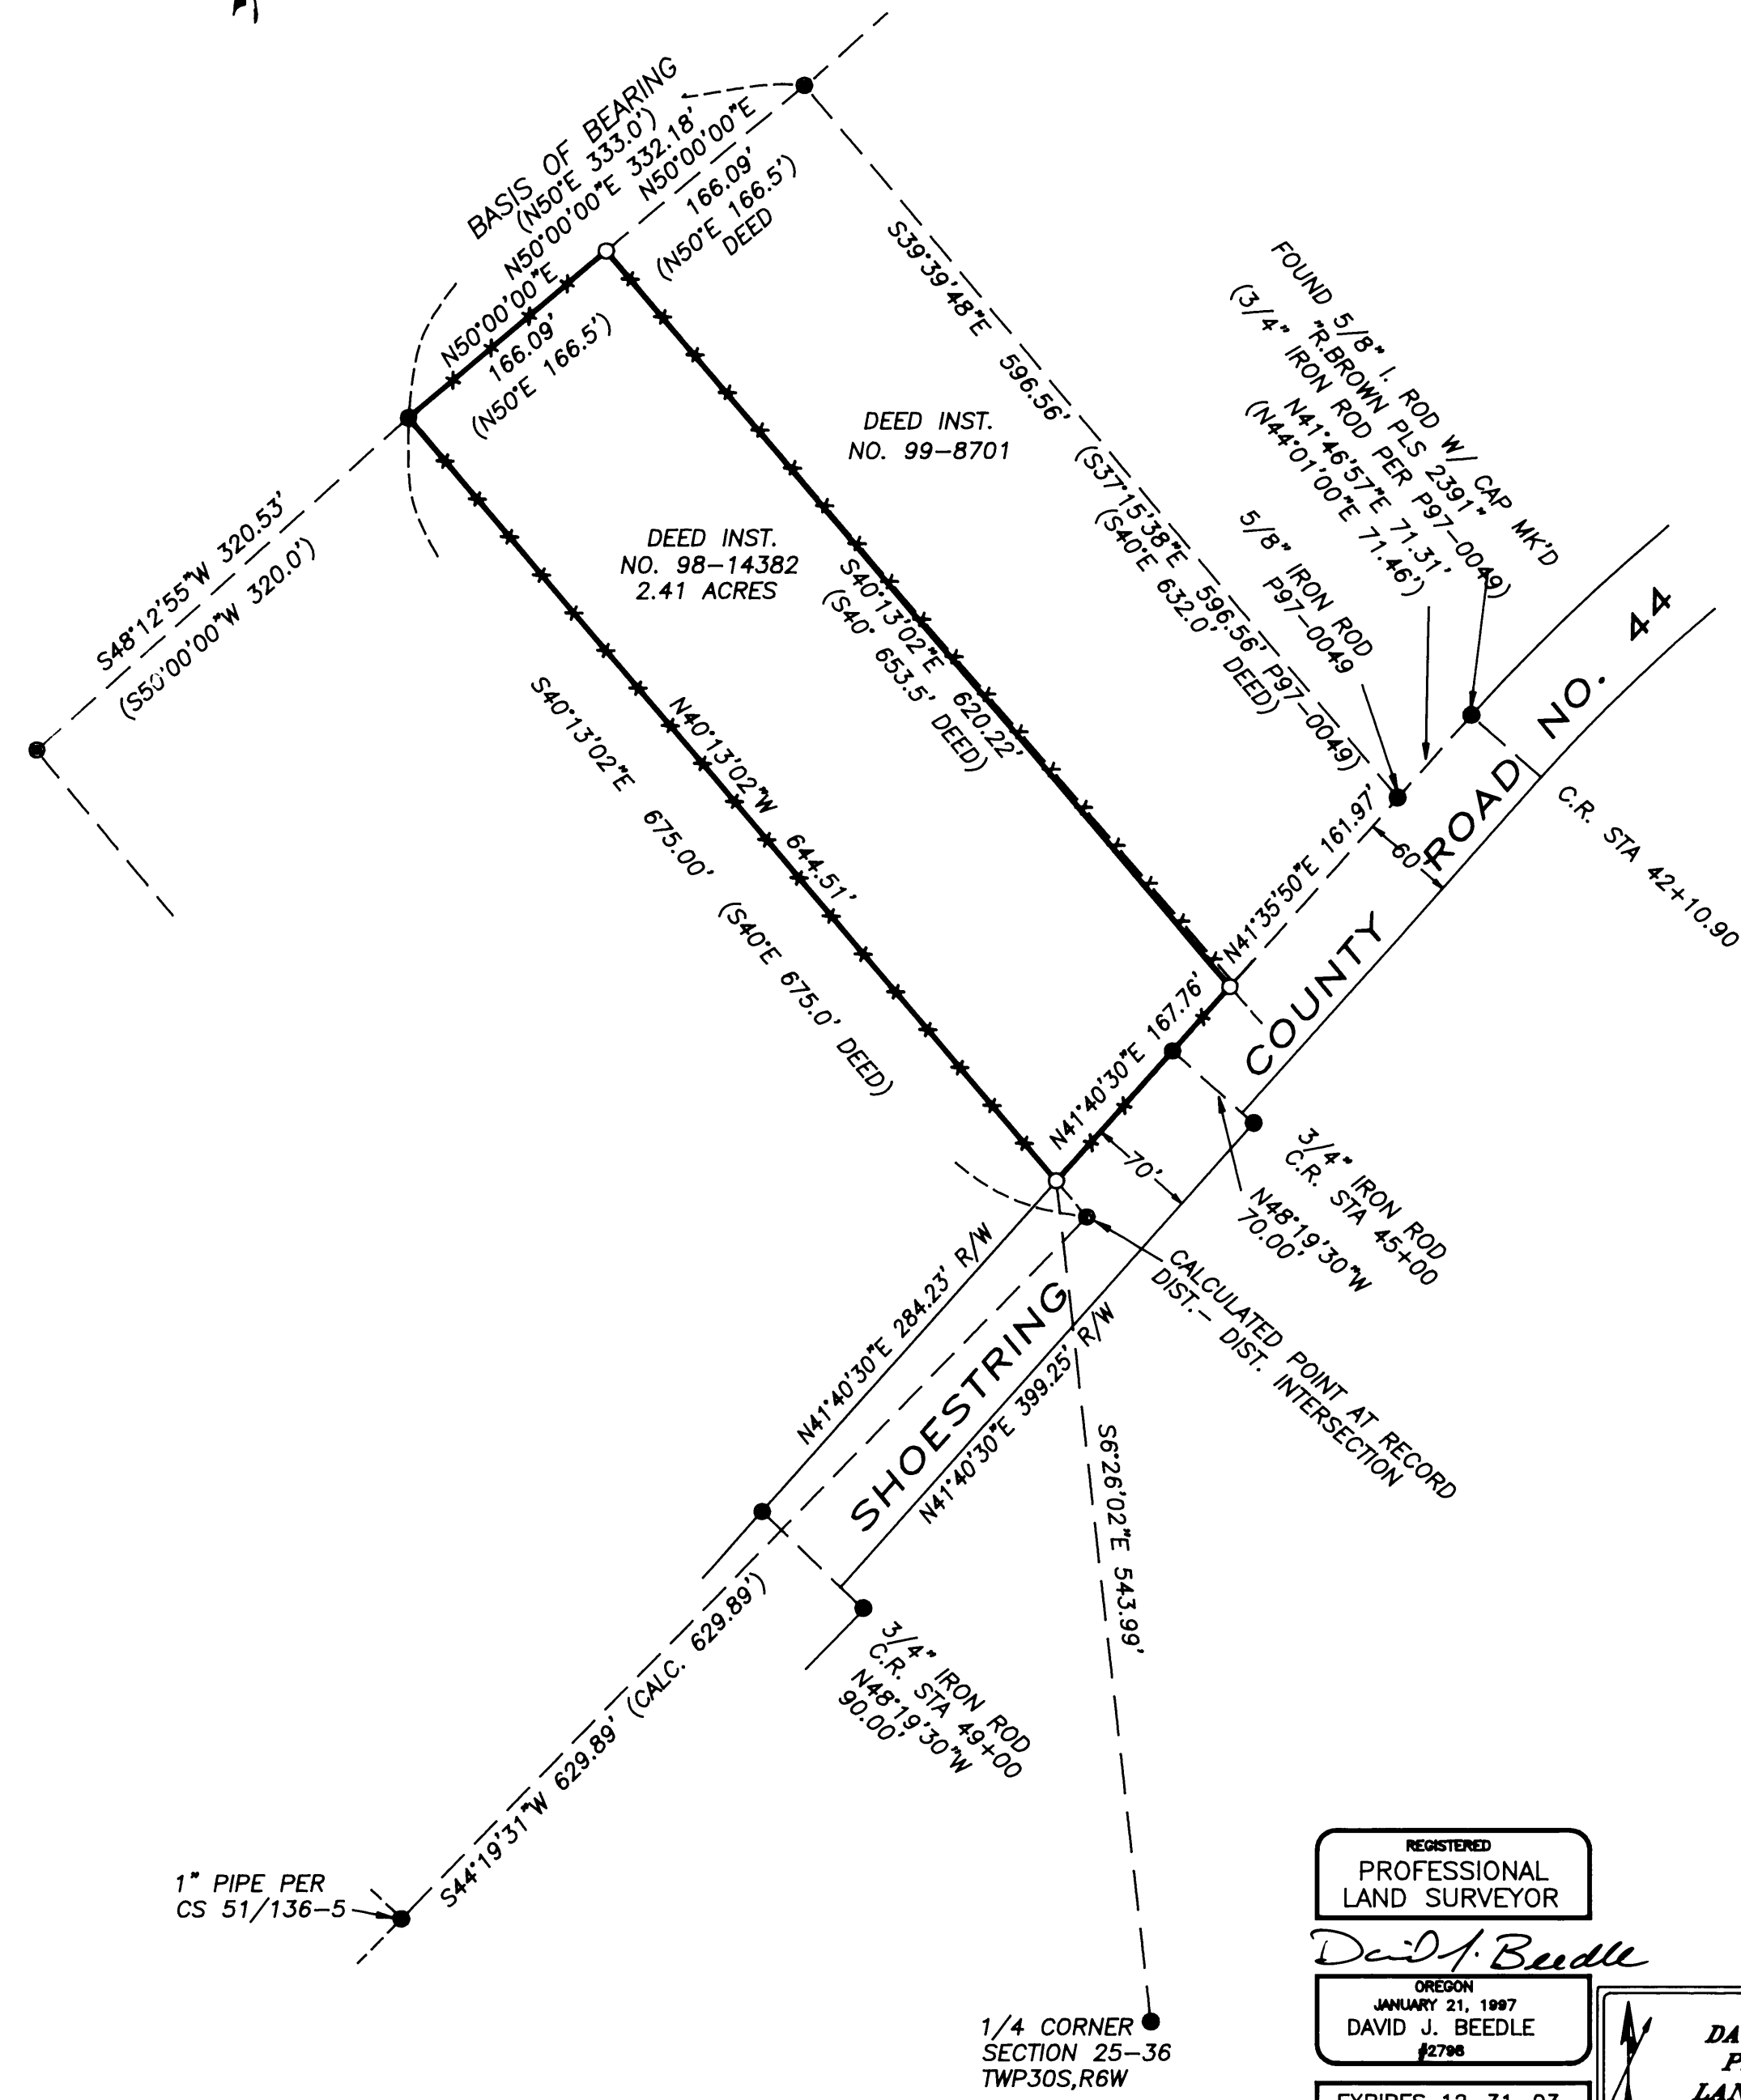 BASIS OF BEARING
(N50°E 333.0')
N50°00'00"E 332.18'
N50°00'00"E
166.09'
(N50°E 166.5')
DEED
N50°00'00"E
166.09'
(N50°E 166.5')
S39°39'48"E 596.56'
(S37°15'38"E 596.56' P97-0049)
(S40°E 632.0' DEED)
FOUND 5/8" I. ROD W/ CAP MK'D
"R.BROWN PLS 2391"
(3/4" IRON ROD PER P97-0049)
N41°46'57"E 71.31'
(N44°01'00"E 71.46')
5/8" IRON ROD
P97-0049
DEED INST.
NO. 99-8701
DEED INST.
NO. 98-14382
2.41 ACRES
S48°12'55"W 320.53'
(S50°00'00"W 320.0')
S40°13'02"E 620.22'
(S40° 653.5' DEED)
N40°13'02"W 644.51'
S40°13'02"E 675.00' (S40°E 675.0' DEED)
N41°35'50"E 161.97'
60'
C.R. STA 42+10.90
SHOESTRING COUNTY ROAD NO. 44
N41°40'30"E 167.76'
70'
3/4" IRON ROD
C.R. STA 45+00
N48°19'30"W
70.00'
CALCULATED POINT AT RECORD
DIST.- DIST. INTERSECTION
N41°40'30"E 284.23' R/W
N41°40'30"E 399.25' R/W
S6°26'02"E 543.99'
3/4" IRON ROD
C.R. STA 49+00
N48°19'30"W
90.00'
S44°19'31"W 629.89' (CALC. 629.89')
1" PIPE PER
CS 51/136-5
1/4 CORNER
SECTION 25-36
TWP30S,R6W
REGISTERED
PROFESSIONAL
LAND SURVEYOR
David J. Beedle
OREGON
JANUARY 21, 1997
DAVID J. BEEDLE
#2798
EXPIRES 12-31-03
DA
P
LAN